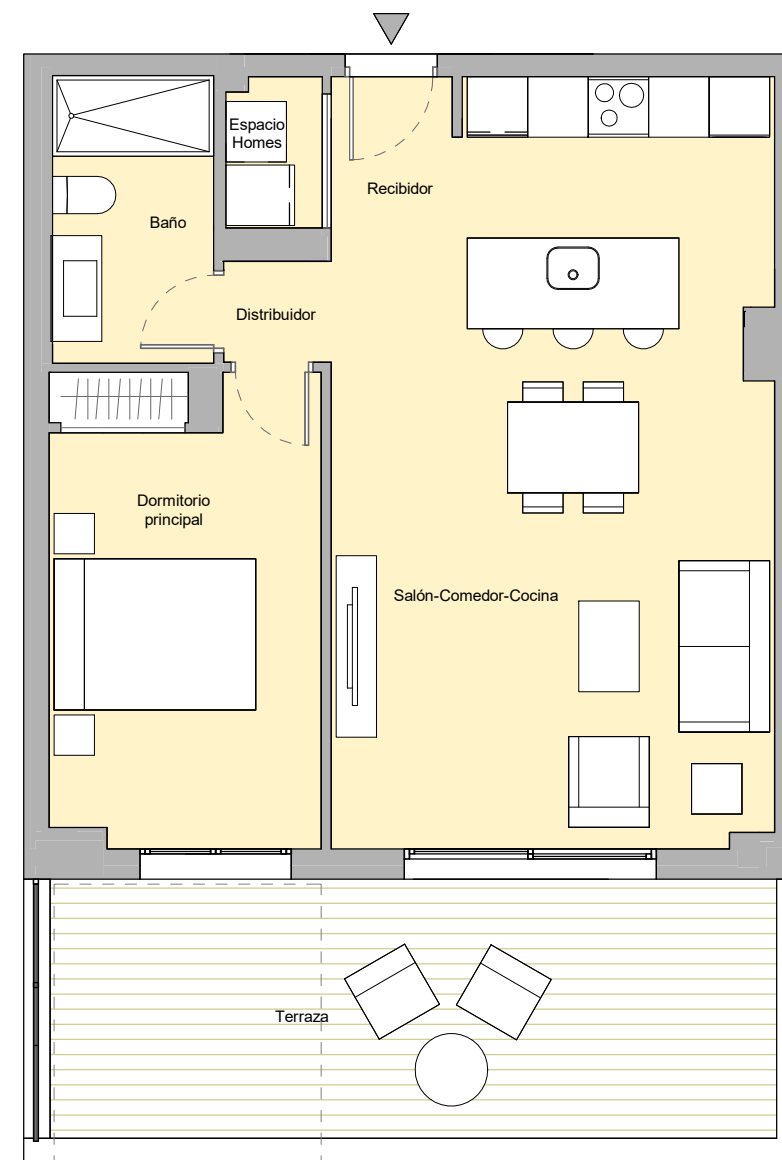 Espacio
Homes
Recibidor
Baño
Distribuidor
Dormitorio
principal
Salón-Comedor-Cocina
Terraza